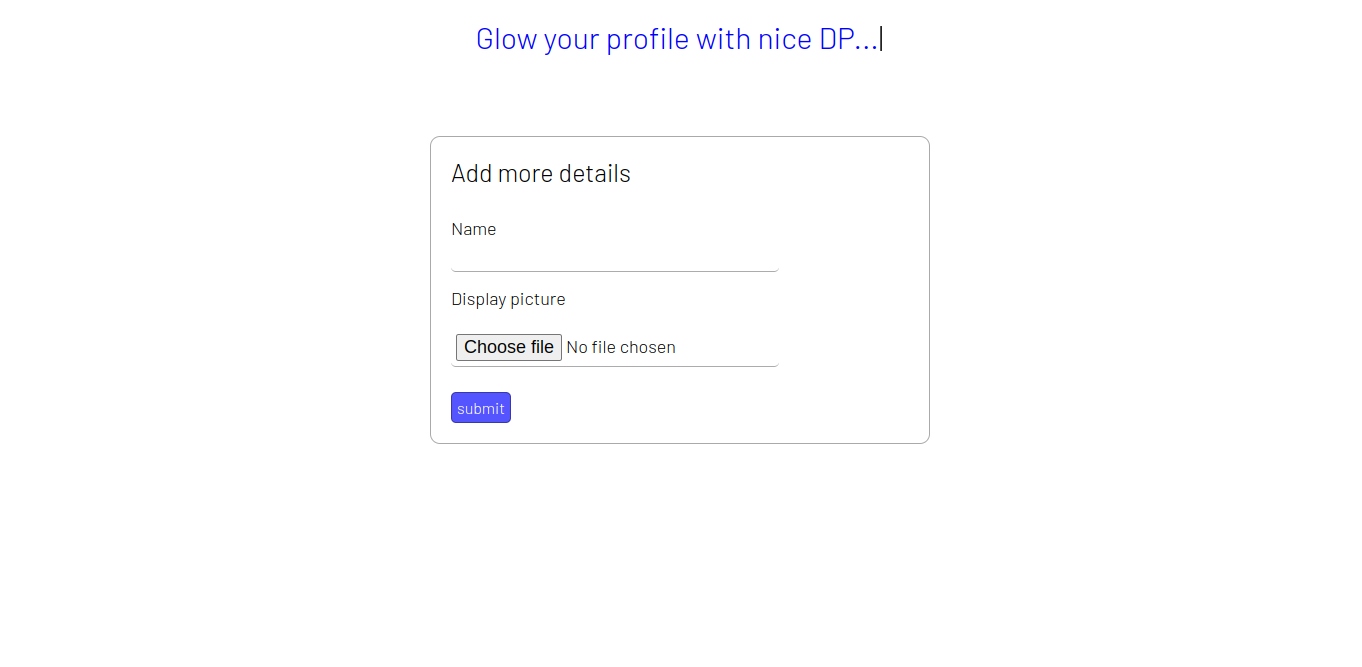 Glow your profile with nice DP...|
Add more details
Name
Display picture
Choose file No file chosen
submit